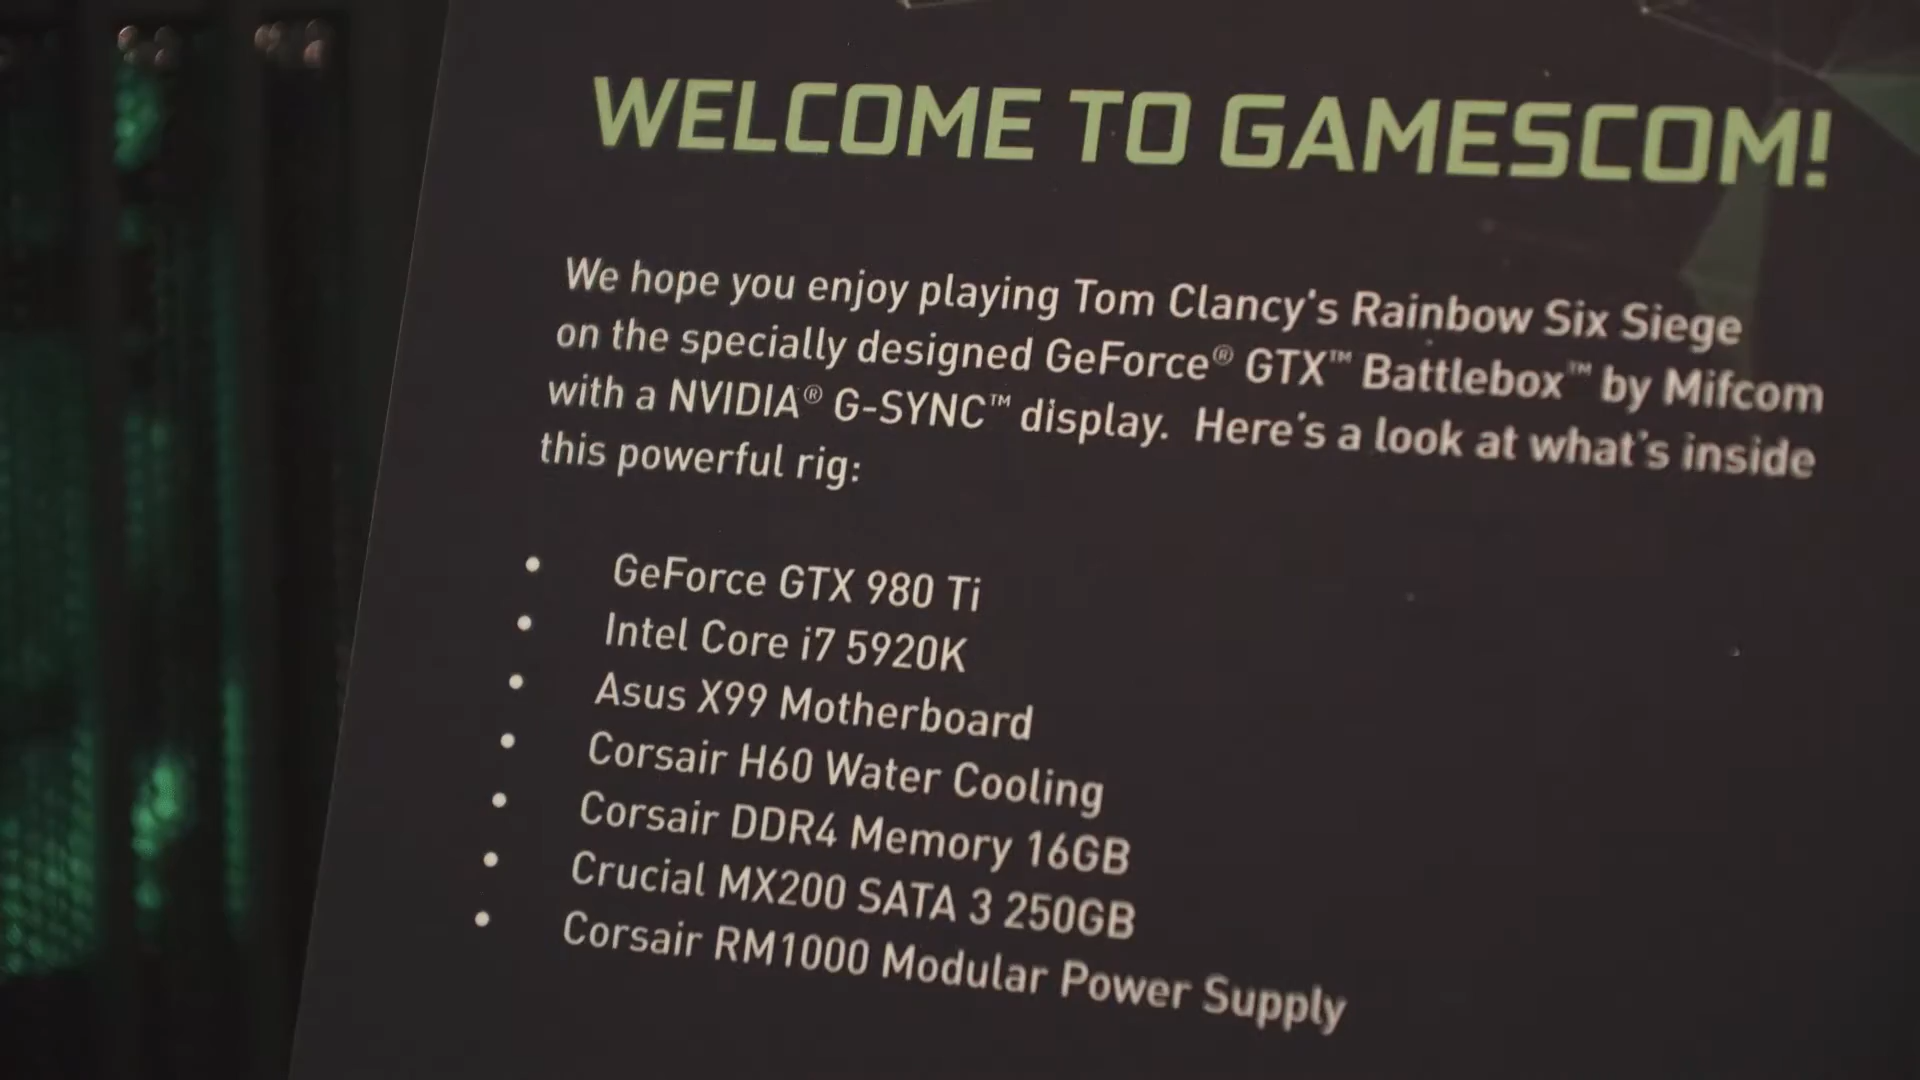 WELCOME TO GAMESCOM!
We hope you enjoy playing Tom Clancy's Rainbow Six Siege
on the specially designed GeForce® GTX™ Battlebox™ by Mifcom
with a NVIDIA® G-SYNC™ display. Here's a look at what's inside
this powerful rig:
• GeForce GTX 980 Ti
• Intel Core i7 5920K
• Asus X99 Motherboard
• Corsair H60 Water Cooling
• Corsair DDR4 Memory 16GB
• Crucial MX200 SATA 3 250GB
• Corsair RM1000 Modular Power Supply